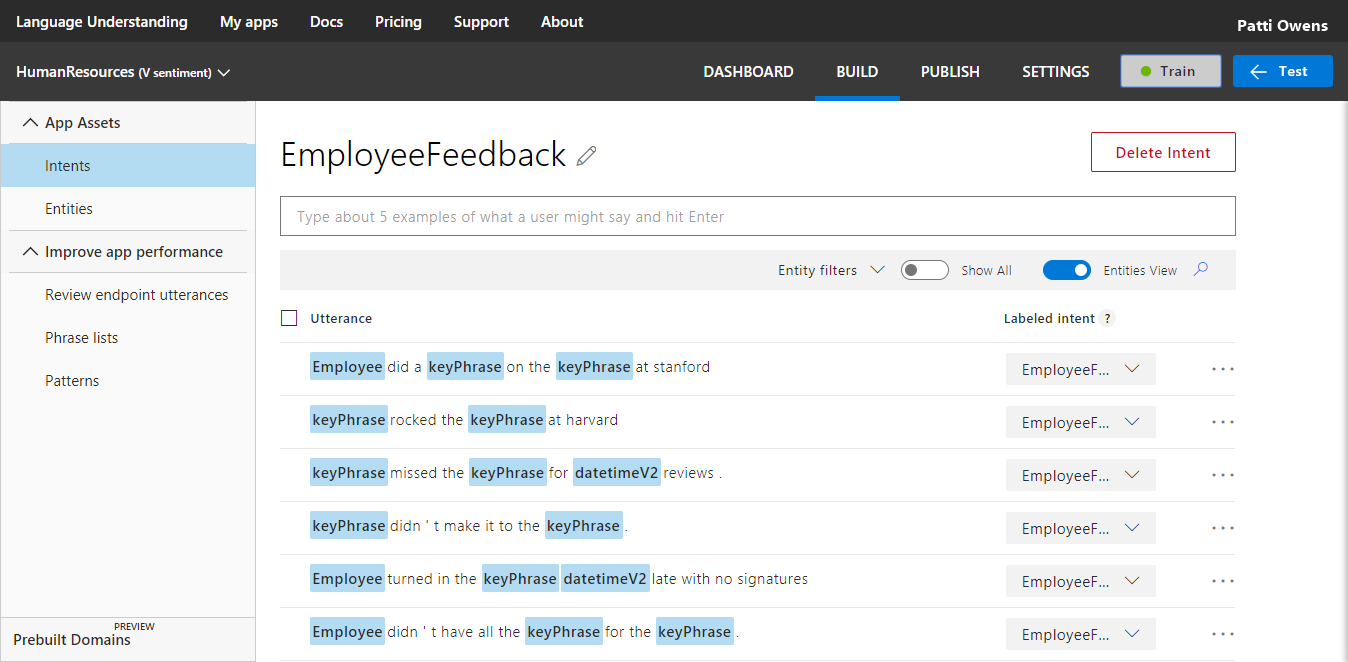 Language Understanding My apps Docs Pricing Support About
Patti Owens
HumanResources (V sentiment) DASHBOARD BUILD PUBLISH SETTINGS Train Test
App Assets
Intents
Entities
Improve app performance
Review endpoint utterances
Phrase lists
Patterns
PREVIEW
Prebuilt Domains
EmployeeFeedback
Delete Intent
Type about 5 examples of what a user might say and hit Enter
Entity filters Show All Entities View
Utterance Labeled intent ?
Employee did a keyPhrase on the keyPhrase at stanford EmployeeF... ...
keyPhrase rocked the keyPhrase at harvard EmployeeF... ...
keyPhrase missed the keyPhrase for datetimeV2 reviews . EmployeeF... ...
keyPhrase didn ' t make it to the keyPhrase . EmployeeF... ...
Employee turned in the keyPhrase datetimeV2 late with no signatures EmployeeF... ...
Employee didn ' t have all the keyPhrase for the keyPhrase . EmployeeF... ...